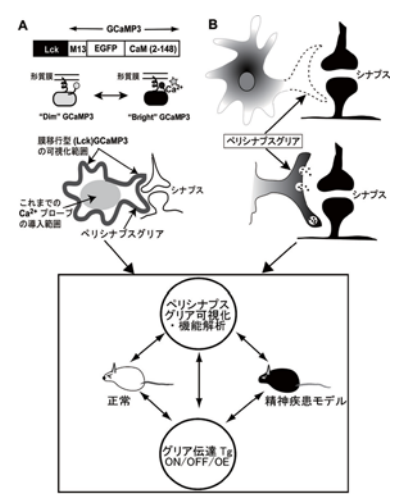 A
GCaMP3
Lck M13 EGFP CaM (2-148)
形質膜
形質膜
Ca2+
"Dim" GCaMP3
"Bright" GCaMP3
膜移行型 (Lck)GCaMP3
の可視化範囲
シナプス
これまでの
Ca2+ プローブ
の導入範囲
ペリシナプスグリア
B
シナプス
ペリシナプスグリア
シナプス
ペリシナプス
グリア可視化
・機能解析
正常
精神疾患モデル
グリア伝達 Tg
ON/OFF/OE